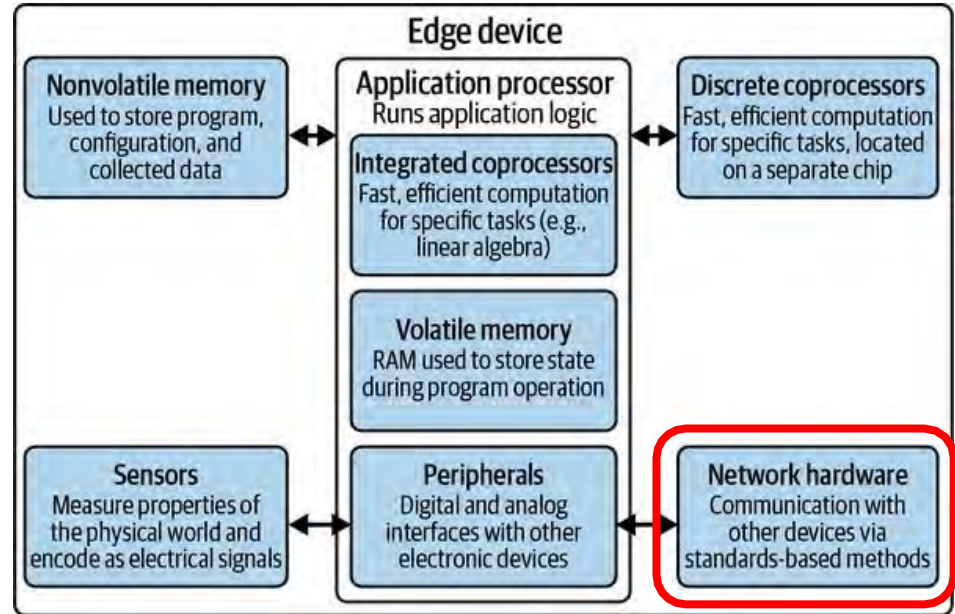 Edge device
Nonvolatile memory
Used to store program,
configuration, and
collected data
Application processor
Runs application logic
Integrated coprocessors
Fast, efficient computation
for specific tasks (e.g.,
linear algebra)
Volatile memory
RAM used to store state
during program operation
Peripherals
Digital and analog
interfaces with other
electronic devices
Discrete coprocessors
Fast, efficient computation
for specific tasks, located
on a separate chip
Sensors
Measure properties of
the physical world and
encode as electrical signals
Network hardware
Communication with
other devices via
standards-based methods